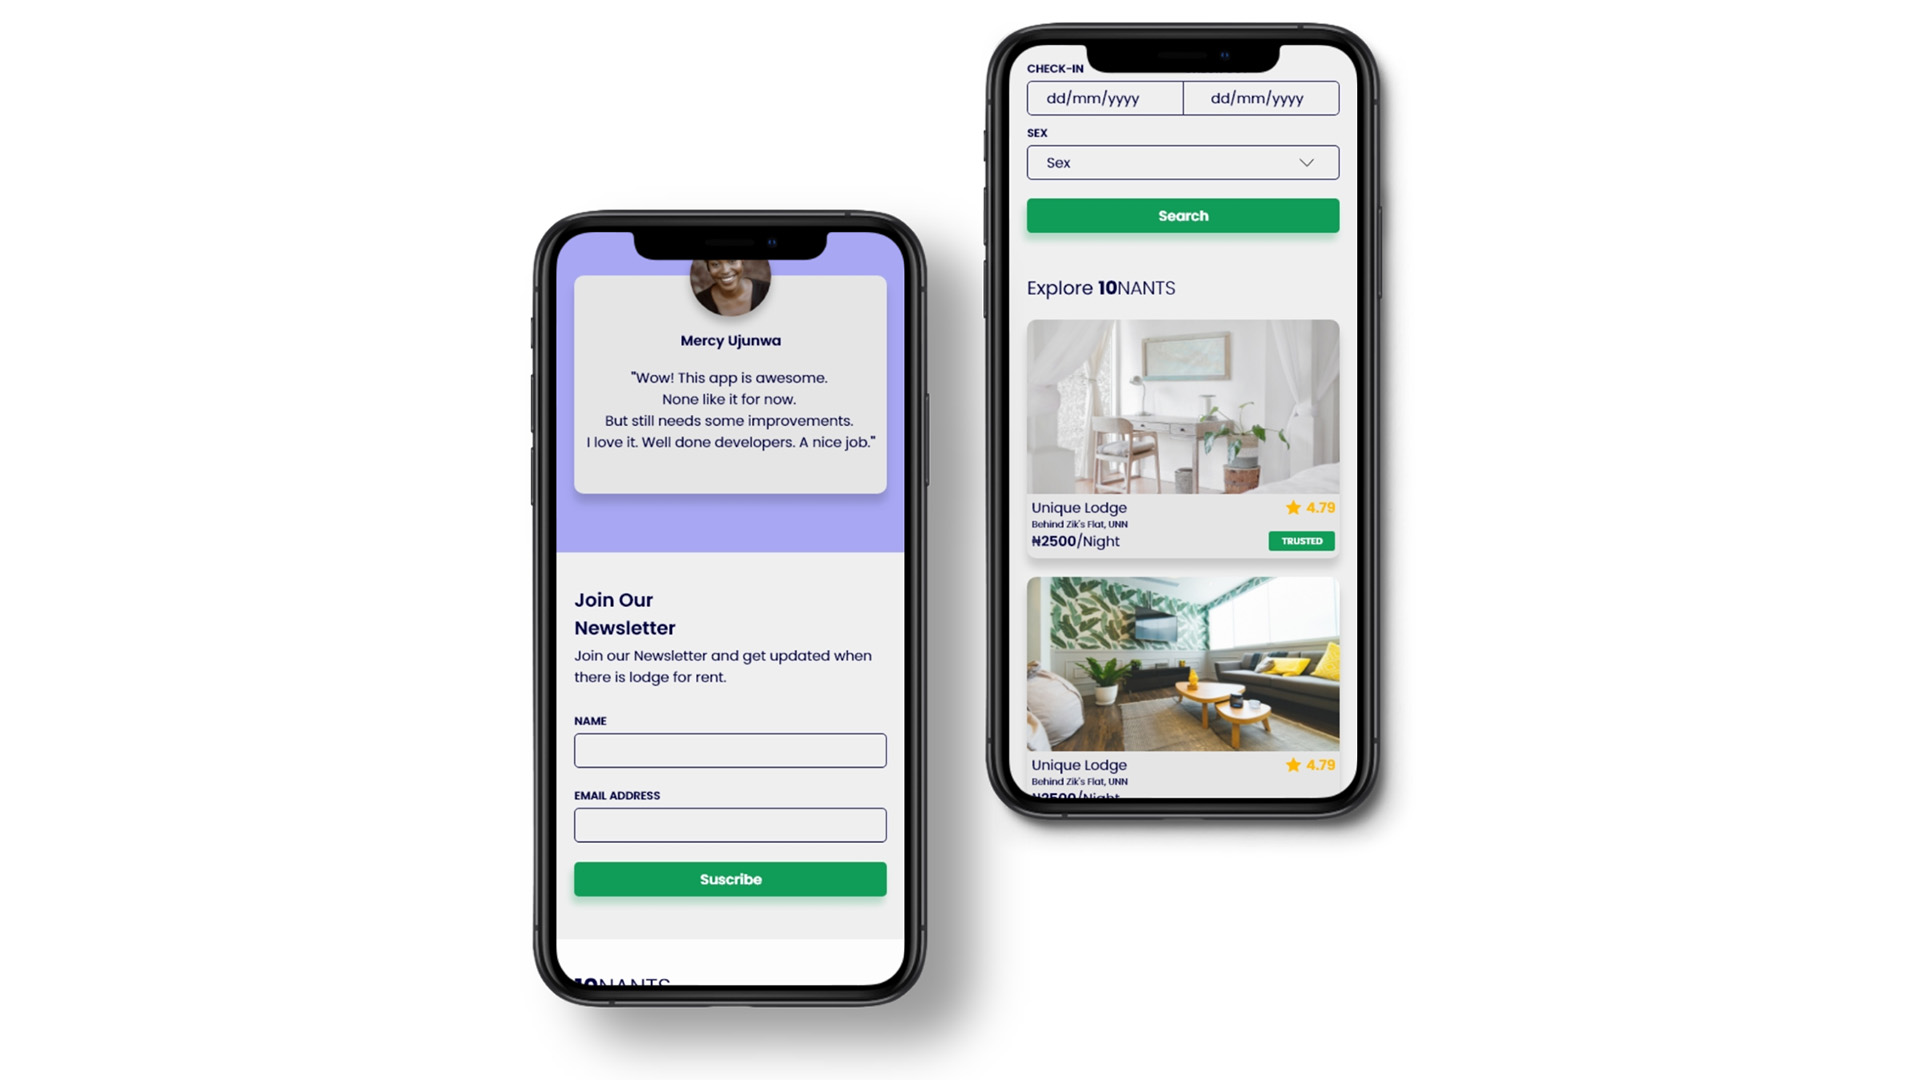 Mercy Ujunwa
"Wow! This app is awesome.
None like it for now.
But still needs some improvements.
I love it. Well done developers. A nice job."
Join Our
Newsletter
Join our Newsletter and get updated when
there is lodge for rent.
NAME
EMAIL ADDRESS
Suscribe
10NANTS
CHECK-IN
dd/mm/yyyy dd/mm/yyyy
SEX
Sex
Search
Explore 10NANTS
Unique Lodge 4.79
Behind Zik's Flat, UNN
₦2500/Night TRUSTED
Unique Lodge 4.79
Behind Zik's Flat, UNN
₦2500/Night